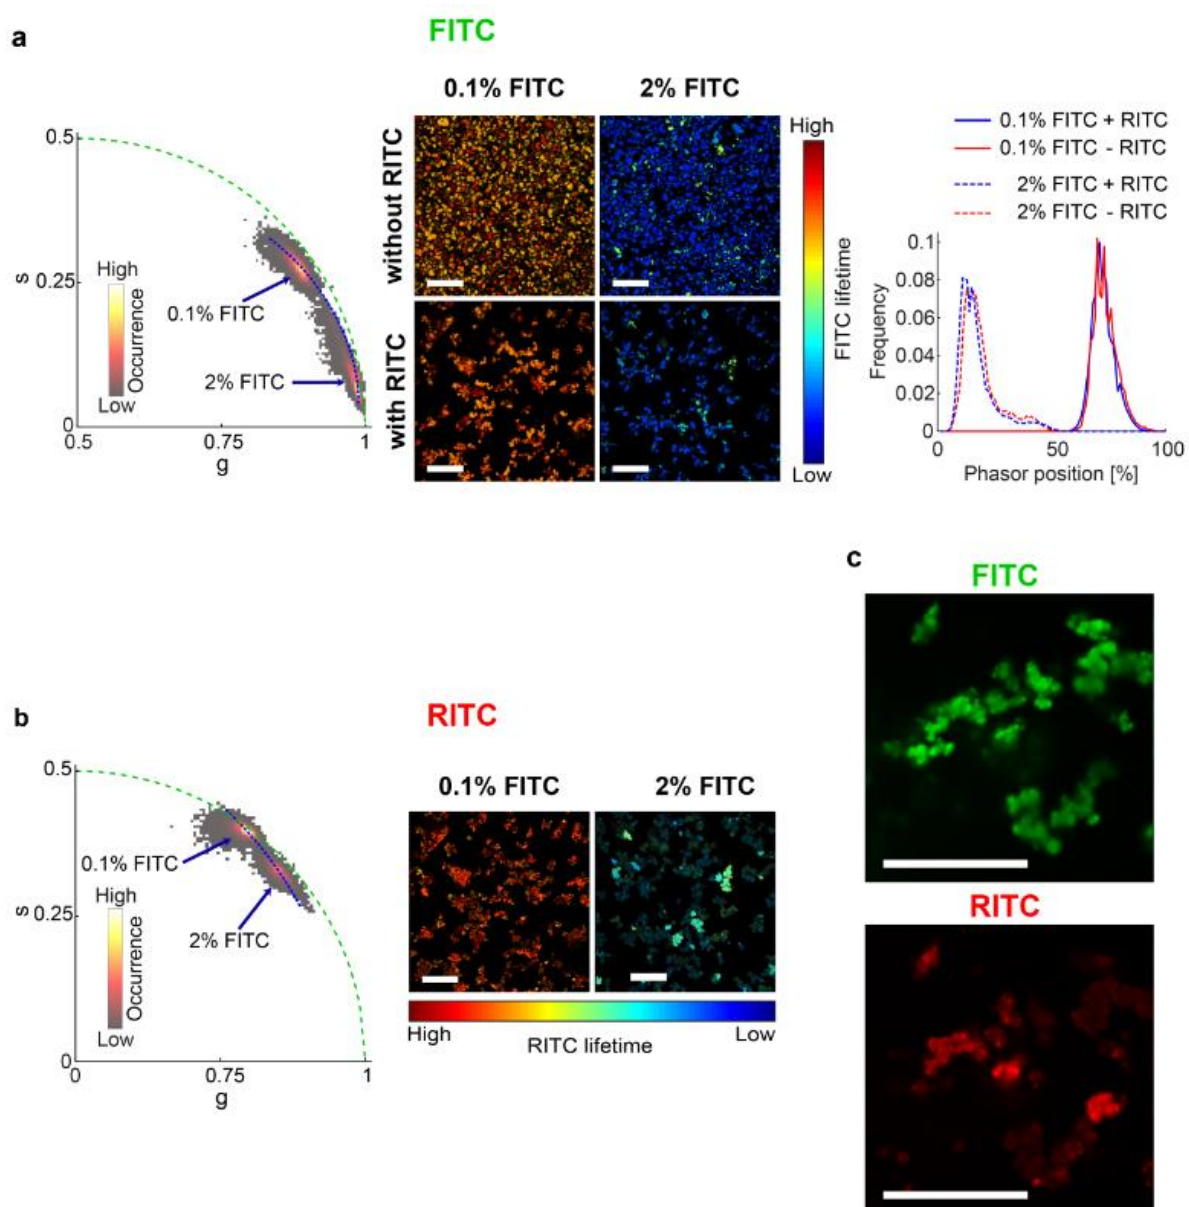 a
FITC
0.1% FITC
2% FITC
0.5
s
0.25
0
High
Occurrence
Low
0.1% FITC
2% FITC
0.5
0.75
1
g
without RITC
with RITC
High
FITC lifetime
Low
0.1% FITC + RITC
0.1% FITC - RITC
2% FITC + RITC
2% FITC - RITC
0.1
0.08
0.06
0.04
0.02
0
Frequency
0
50
100
Phasor position [%]
b
RITC
0.1% FITC
2% FITC
0.5
s
0.25
0
0.1% FITC
High
Occurrence
Low
2% FITC
0
0.75
1
g
High
Low
RITC lifetime
c
FITC
RITC